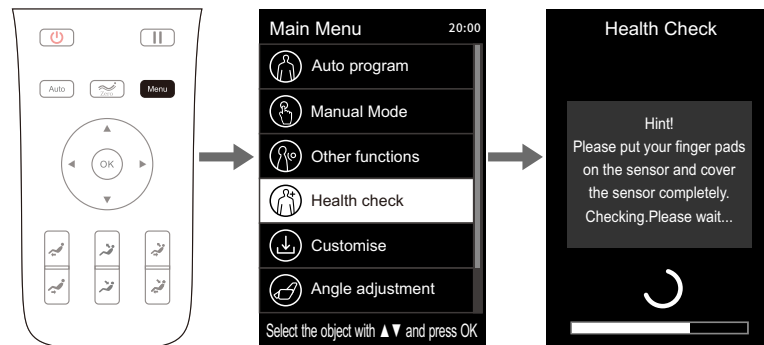 Auto
Zero
Menu
OK
Main Menu 20:00
Auto program
Manual Mode
Other functions
Health check
Customise
Angle adjustment
Select the object with ▲▼ and press OK
Health Check
Hint!
Please put your finger pads
on the sensor and cover
the sensor completely.
Checking.Please wait...